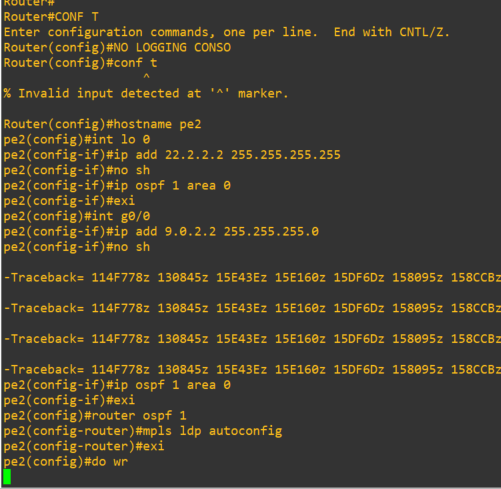 Router#
Router#CONF T
Enter configuration commands, one per line.  End with CNTL/Z.
Router(config)#NO LOGGING CONSO
Router(config)#conf t
^
% Invalid input detected at '^' marker.
Router(config)#hostname pe2
pe2(config)#int lo 0
pe2(config-if)#ip add 22.2.2.2 255.255.255.255
pe2(config-if)#no sh
pe2(config-if)#ip ospf 1 area 0
pe2(config-if)#exi
pe2(config)#int g0/0
pe2(config-if)#ip add 9.0.2.2 255.255.255.0
pe2(config-if)#no sh
-Traceback= 114F778z 130845z 15E43Ez 15E160z 15DF6Dz 158095z 158CCBz
-Traceback= 114F778z 130845z 15E43Ez 15E160z 15DF6Dz 158095z 158CCBz
-Traceback= 114F778z 130845z 15E43Ez 15E160z 15DF6Dz 158095z 158CCBz
-Traceback= 114F778z 130845z 15E43Ez 15E160z 15DF6Dz 158095z 158CCBz
pe2(config-if)#ip ospf 1 area 0
pe2(config-if)#exi
pe2(config)#router ospf 1
pe2(config-router)#mpls ldp autoconfig
pe2(config-router)#exi
pe2(config)#do wr